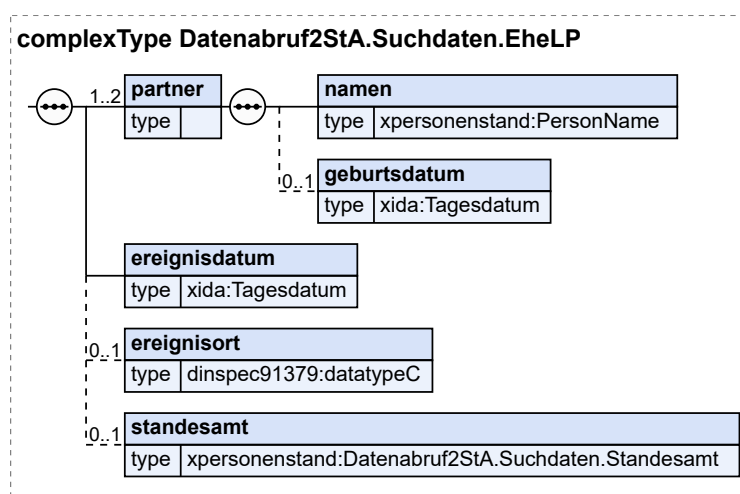 complexType Datenabruf2StA.Suchdaten.EheLP
1..2 partner
type
namen
type xpersonenstand:PersonName
0..1 geburtsdatum
type xida:Tagesdatum
ereignisdatum
type xida:Tagesdatum
0..1 ereignisort
type dinspec91379:datatypeC
0..1 standesamt
type xpersonenstand:Datenabruf2StA.Suchdaten.Standesamt